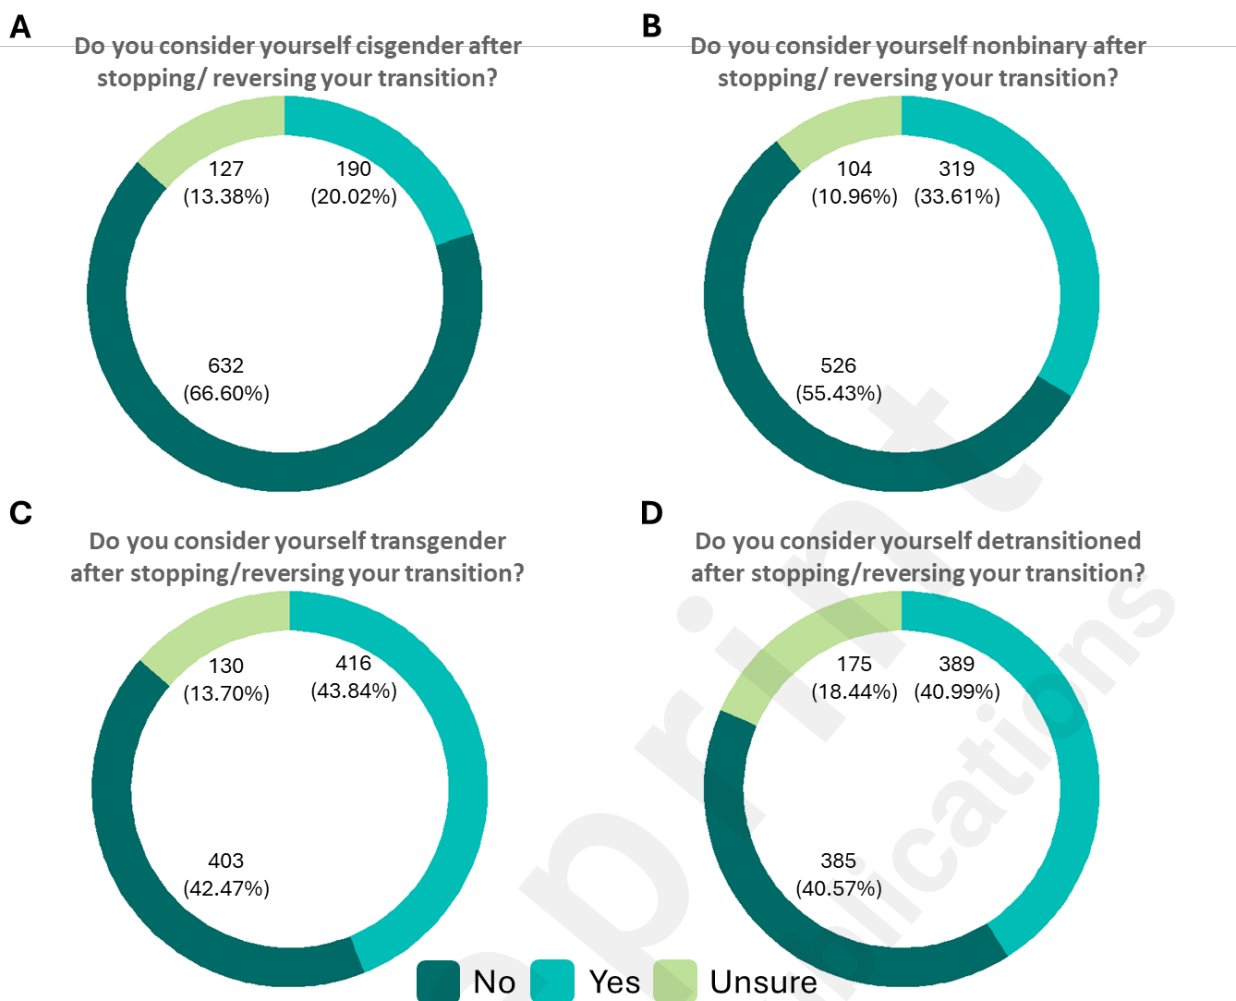 A
Do you consider yourself cisgender after
stopping/ reversing your transition?
127
(13.38%)
190
(20.02%)
632
(66.60%)
B
Do you consider yourself nonbinary after
stopping/ reversing your transition?
104
(10.96%)
319
(33.61%)
526
(55.43%)
C
Do you consider yourself transgender
after stopping/reversing your transition?
130
(13.70%)
416
(43.84%)
403
(42.47%)
D
Do you consider yourself detransitioned
after stopping/reversing your transition?
175
(18.44%)
389
(40.99%)
385
(40.57%)
No Yes Unsure